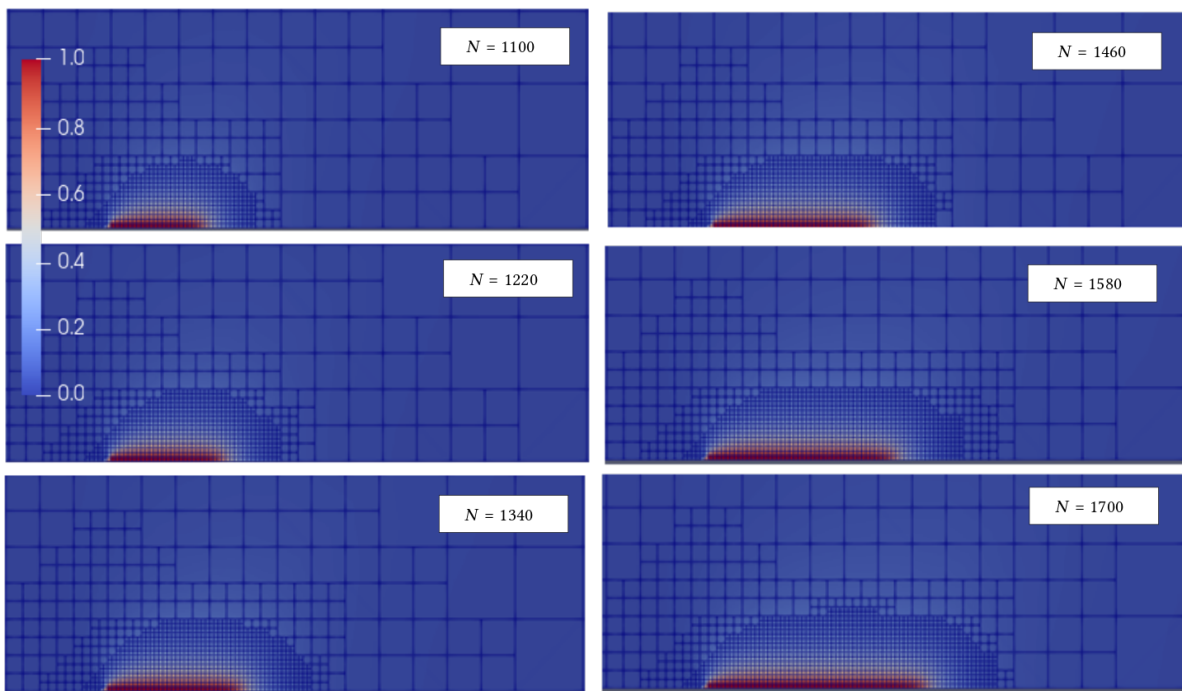 N = 1100
N = 1460
1.0
0.8
0.6
0.4
0.2
0.0
N = 1220
N = 1580
N = 1340
N = 1700